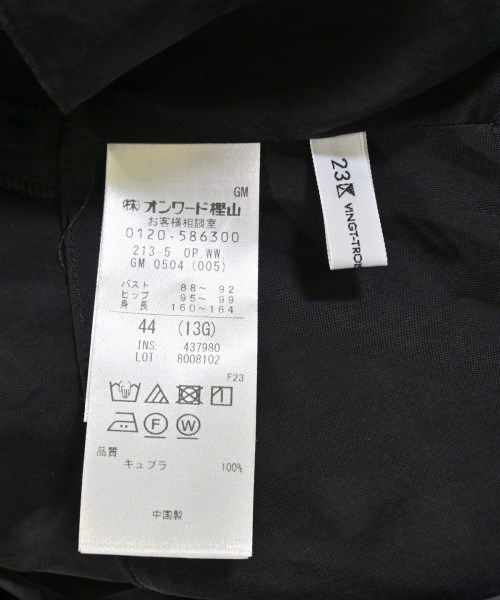 GM
㈱オンワード樫山
お客様相談室
0120-586300
213-5 OP.WW.
GM 0504 (005)
バスト 88～ 92
ヒップ 95～ 99
身 長 160～164
44 (13G)
INS 437980
LOT 8008102
F23
F W
品質
キュプラ 100%
中国製
23区
VINGT-TROIS